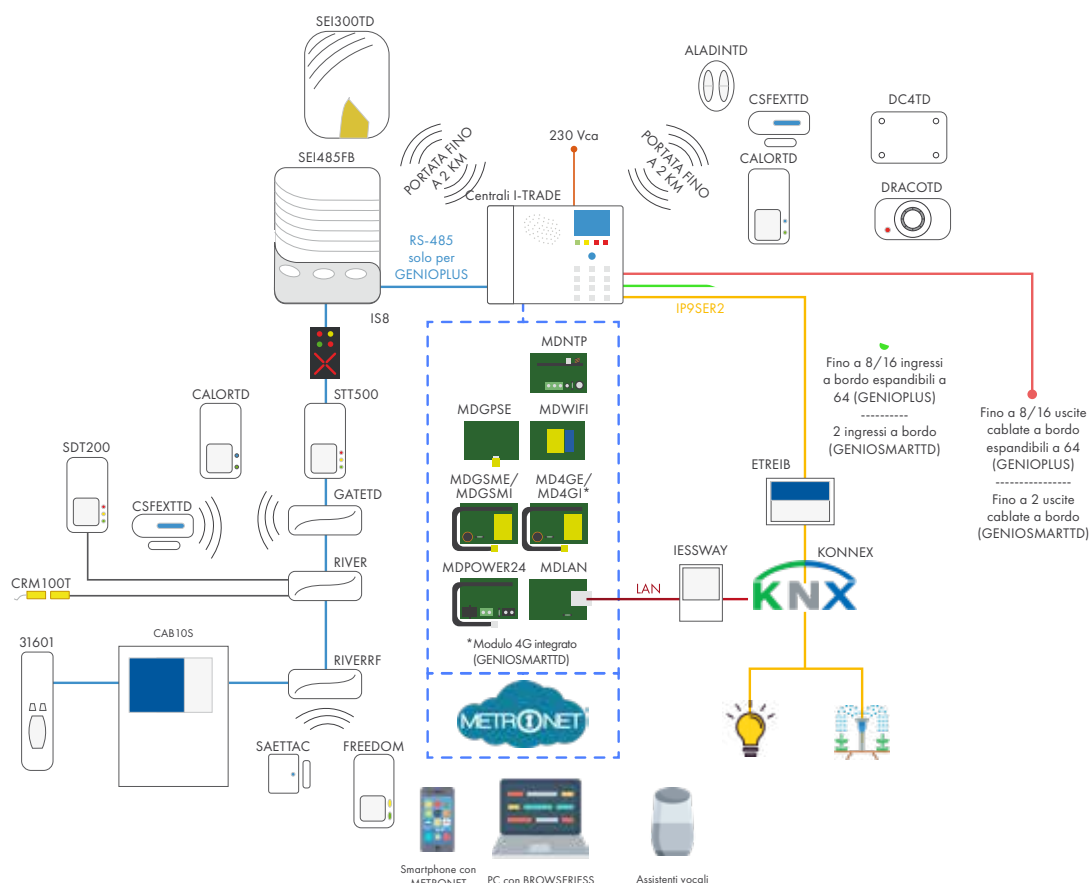 SEI300TD
ALADINTD
CSFEXTTD
DC4TD
PORTATA FINO
A 2 KM
230 Vca
PORTATA FINO
A 2 KM
SEI485FB
CALORTD
DRACOTD
Centrali I-TRADE
RS-485
solo per
GENIOPLUS
IS8
IP9SER2
MDNTP
Fino a 8/16 ingressi
a bordo espandibili a
64 (GENIOPLUS)
----------
2 ingressi a bordo
(GENIOSMARTTD)
Fino a 8/16 uscite
cablate a bordo
espandibili a 64
(GENIOPLUS)
----------------
Fino a 2 uscite
cablate a bordo
(GENIOSMARTTD)
CALORTD
STT500
MDGPSE
MDWIFI
SDT200
ETREIB
MDGSME/
MDGSMI
MD4GE/
MD4GI*
CSFEXTTD
GATETD
RIVER
IESSWAY
KONNEX
KNX
CRM100T
MDPOWER24
MDLAN
LAN
*Modulo 4G integrato
(GENIOSMARTTD)
31601
CAB10S
RIVERRF
METRONET
SAETTAC
FREEDOM
Smartphone con
METRONET
PC con BROWSERIESS
Assistenti vocali